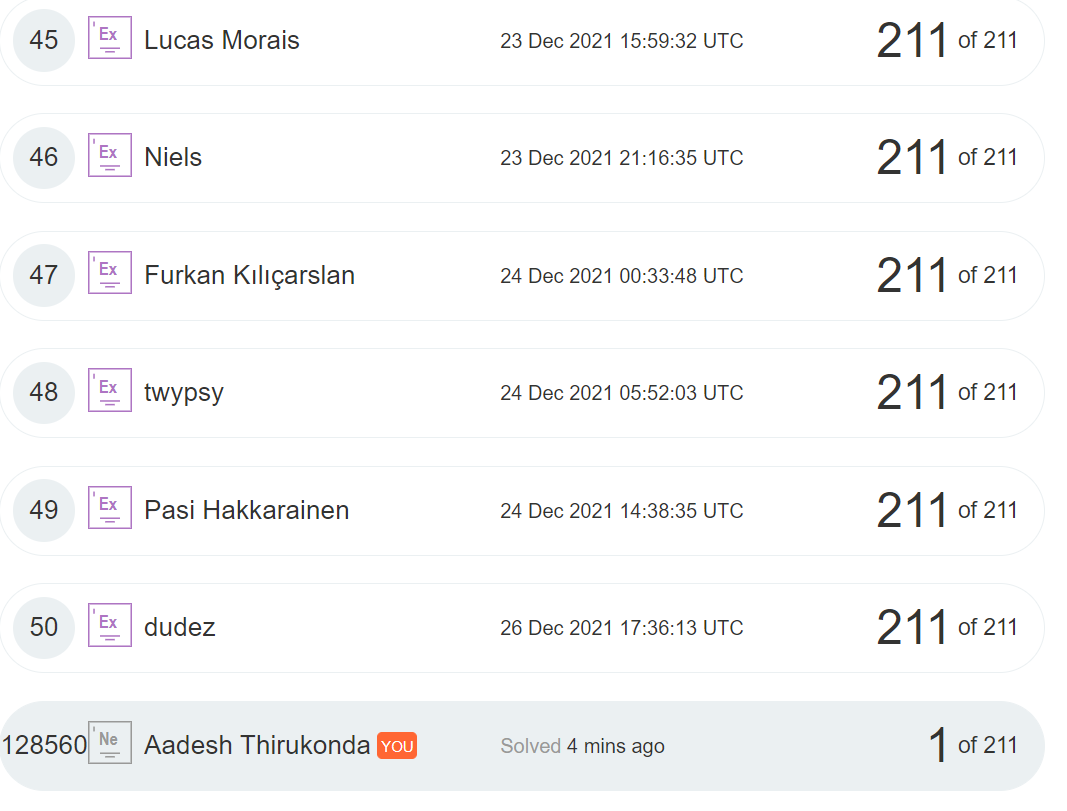 45 Ex Lucas Morais 23 Dec 2021 15:59:32 UTC 211 of 211
46 Ex Niels 23 Dec 2021 21:16:35 UTC 211 of 211
47 Ex Furkan Kılıçarslan 24 Dec 2021 00:33:48 UTC 211 of 211
48 Ex twypsy 24 Dec 2021 05:52:03 UTC 211 of 211
49 Ex Pasi Hakkarainen 24 Dec 2021 14:38:35 UTC 211 of 211
50 Ex dudez 26 Dec 2021 17:36:13 UTC 211 of 211
128560 Ne Aadesh Thirukonda YOU Solved 4 mins ago 1 of 211